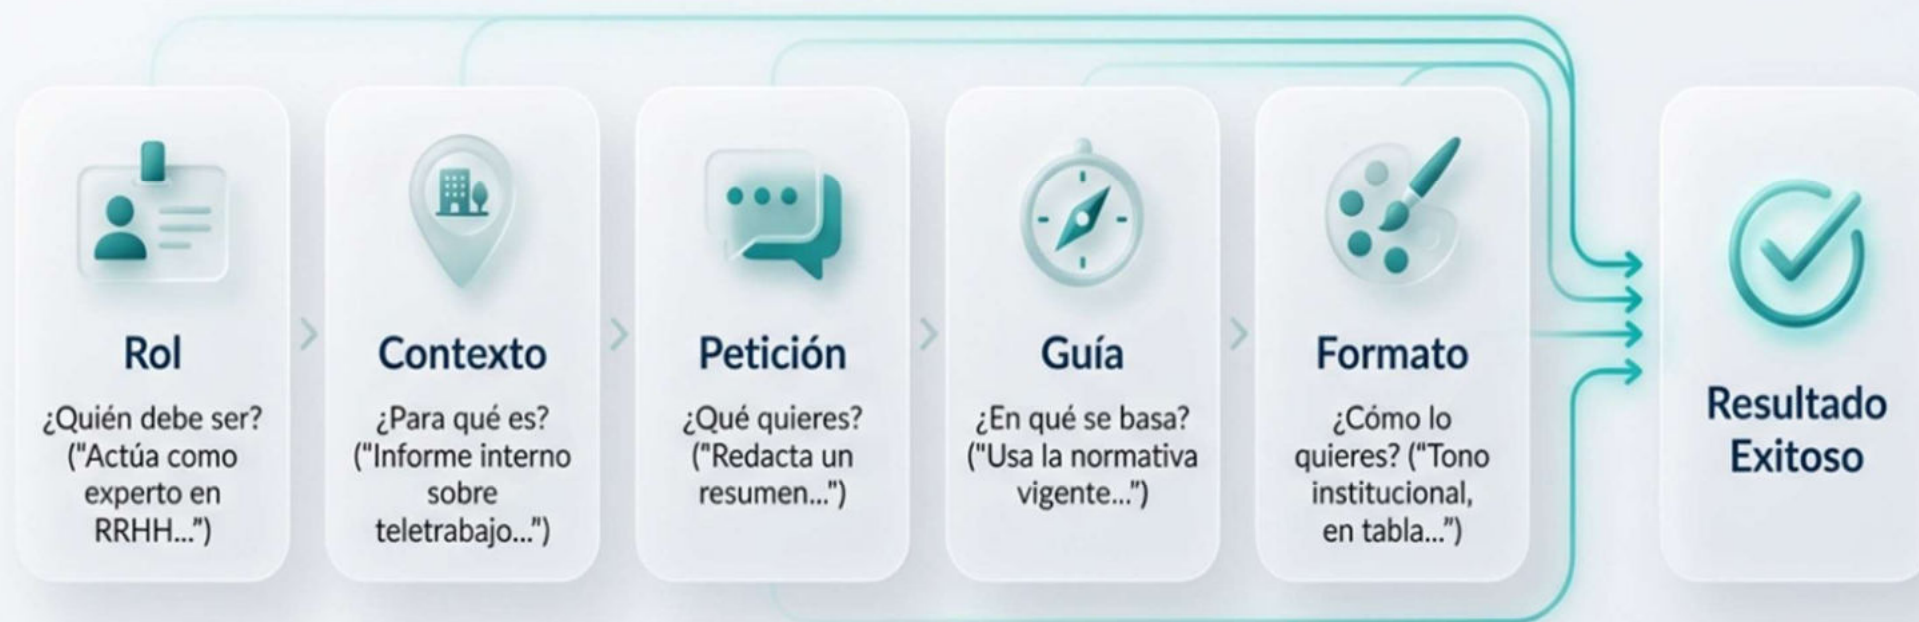 Rol
¿Quién debe ser?
("Actúa como
experto en
RRHH...")
Contexto
¿Para qué es?
("Informe interno
sobre
teletrabajo...")
Petición
¿Qué quieres?
("Redacta un
resumen...")
Guía
¿En qué se basa?
("Usa la normativa
vigente...")
Formato
¿Cómo lo
quieres? ("Tono
institucional,
en tabla...")
Resultado
Exitoso